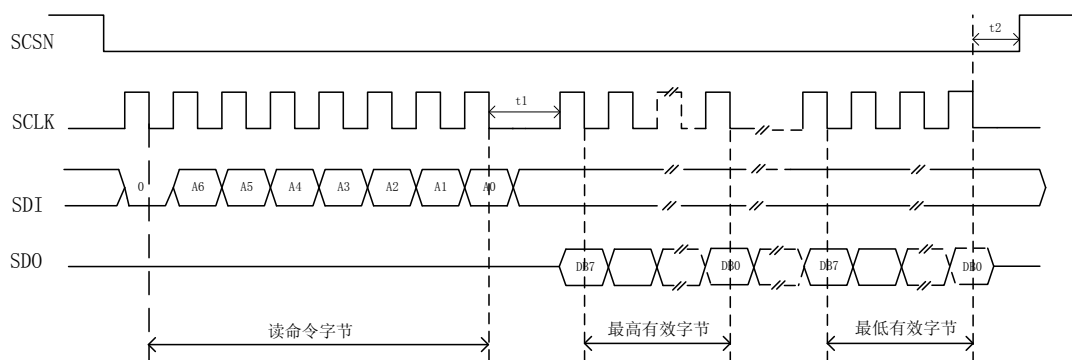 SCSN
t2
SCLK
t1
SDI
0
A6
A5
A4
A3
A2
A1
A0
SDO
DB7
DB0
DB7
DB0
读命令字节
最高有效字节
最低有效字节